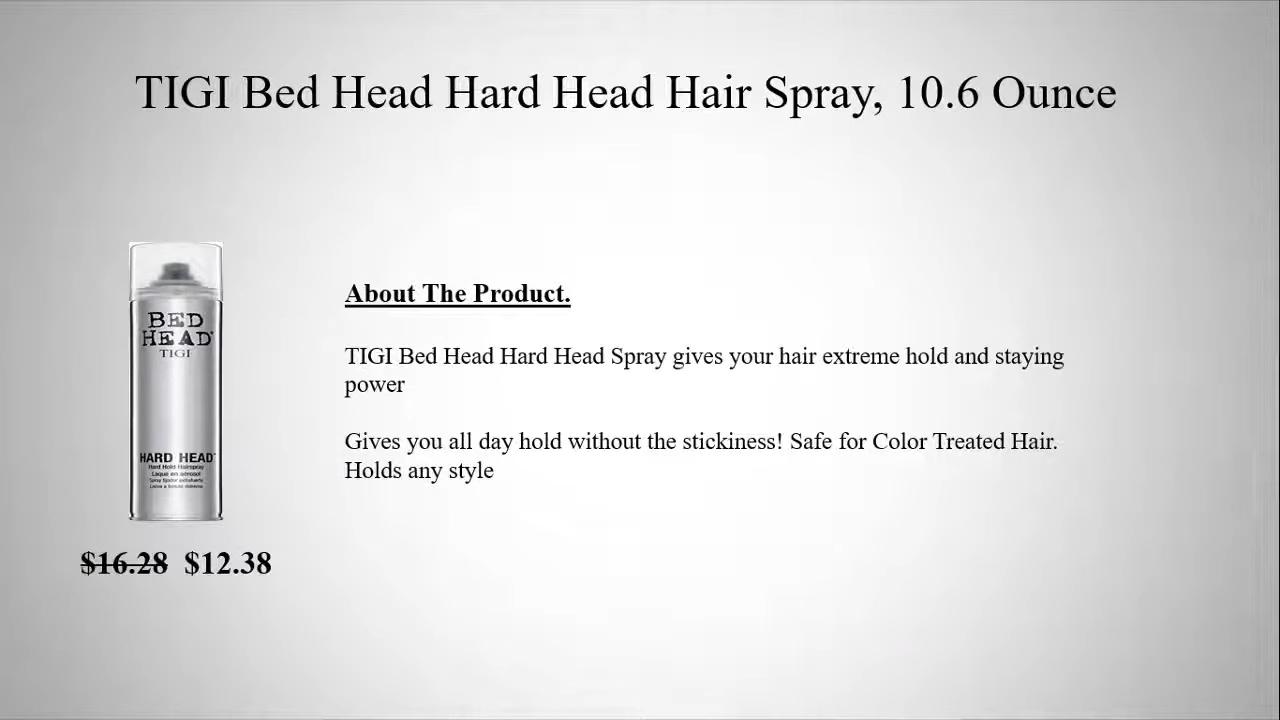 TIGI Bed Head Hard Head Hair Spray, 10.6 Ounce
About The Product.
TIGI Bed Head Hard Head Spray gives your hair extreme hold and staying
power
Gives you all day hold without the stickiness! Safe for Color Treated Hair.
Holds any style
BED
HEAD
TIGI
HARD HEAD
Hard Hold Hairspray
Laque en aérosol
$16.28 $12.38